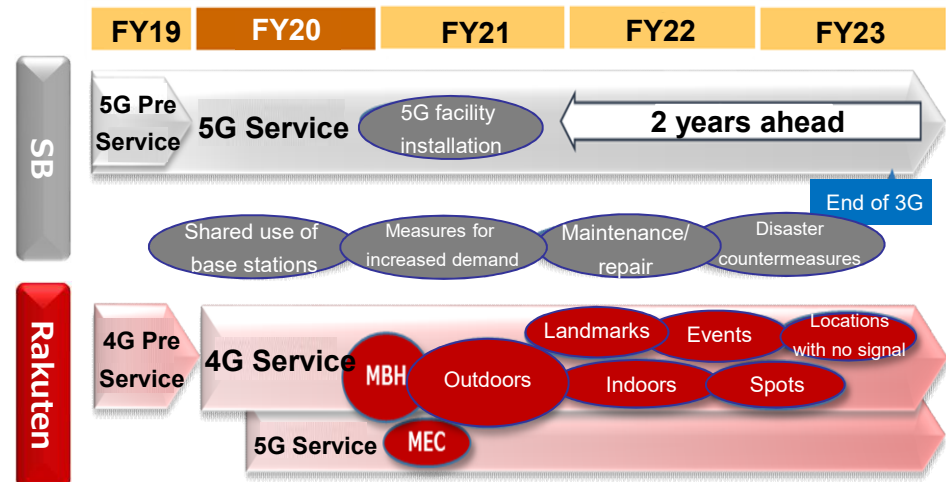 FY19
FY20
FY21
FY22
FY23
SB
5G Pre
Service
5G Service
5G facility
installation
2 years ahead
End of 3G
Shared use of
base stations
Measures for
increased demand
Maintenance/
repair
Disaster
countermeasures
Rakuten
4G Pre
Service
4G Service
MBH
Outdoors
Landmarks
Events
Locations
with no signal
Indoors
Spots
5G Service
MEC